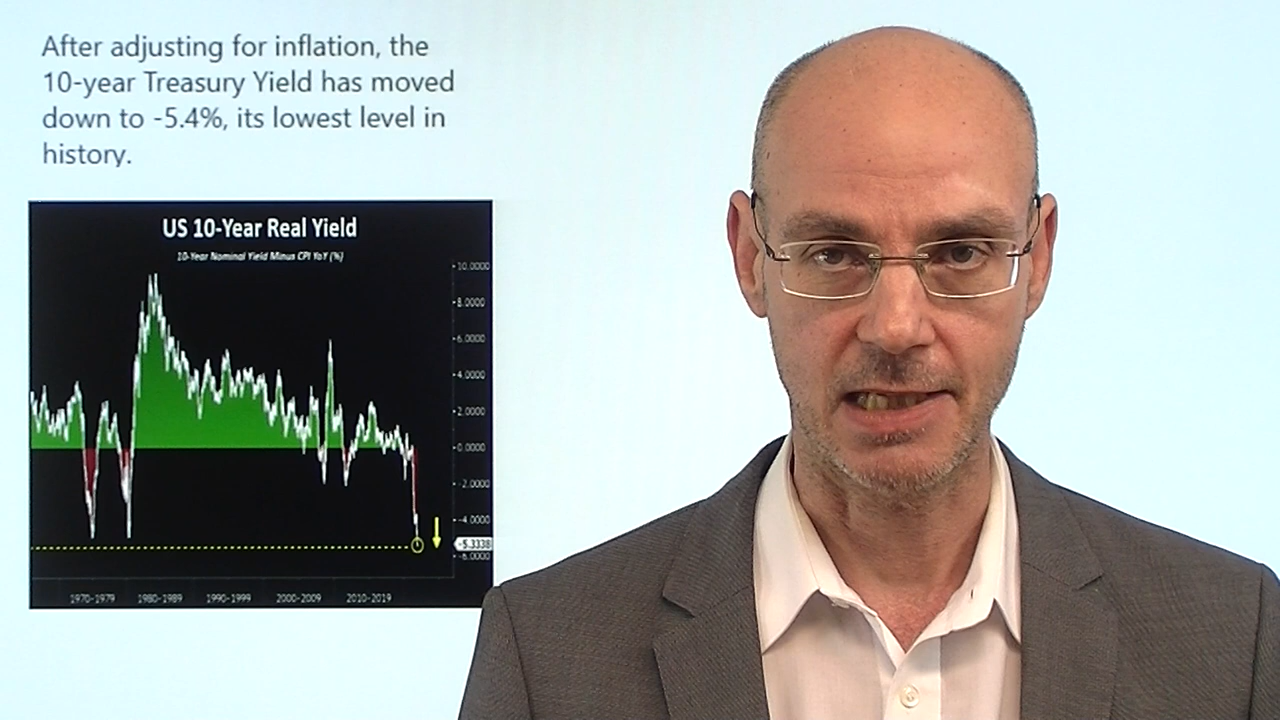 After adjusting for inflation, the
10-year Treasury Yield has moved
down to -5.4%, its lowest level in
history.
US 10-Year Real Yield
10-Year Nominal Yield Minus CPI YoY (%)
10.0000
8.0000
6.0000
4.0000
2.0000
0.0000
-2.0000
-4.0000
-5.3338
-6.0000
1970-1979 1980-1989 1990-1999 2000-2009 2010-2019